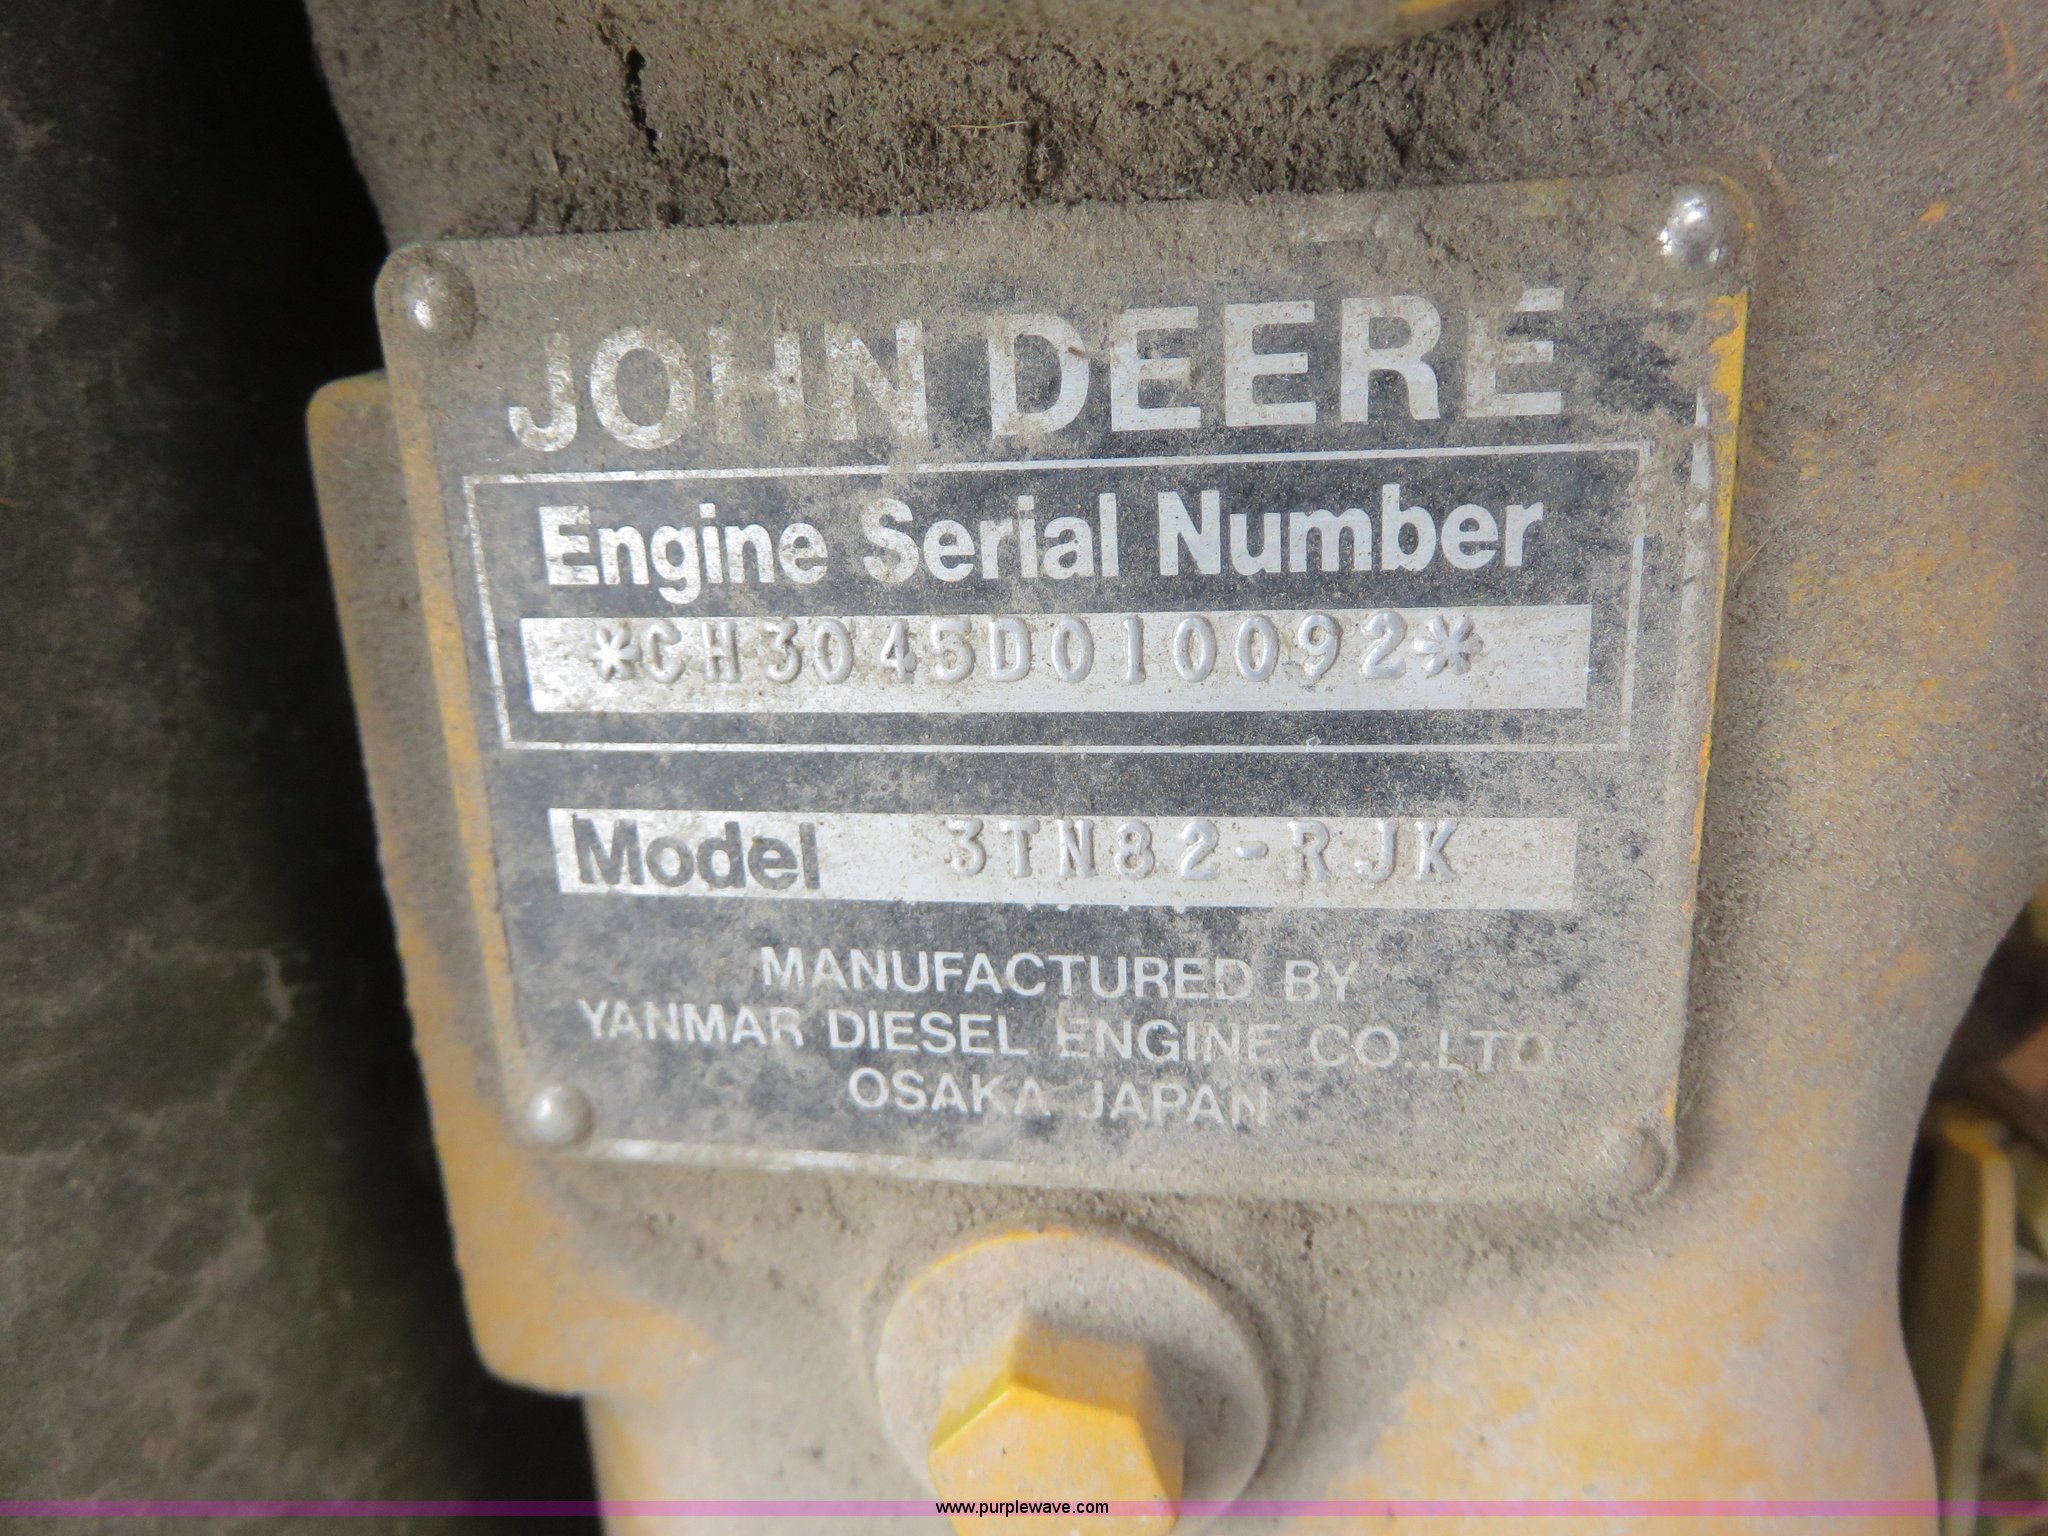 JOHN DEERE
Engine Serial Number
*CH3045D010092*
Model 3TN82-RJK
MANUFACTURED BY
YANMAR DIESEL ENGINE CO.,LTD
OSAKA JAPAN
www.purplewave.com